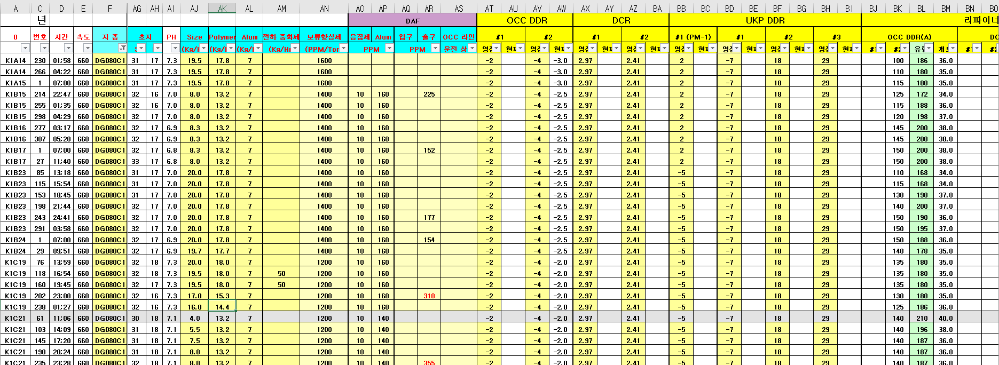 A C D E F AG AH AI AJ AK AL AM AN AO AP AQ AR AS AT AU AV AW AX AY AZ BA BB BC BD BE BF BG BH BI BJ BK BL BM BN BO
년 DAF OCC DDR DCR UKP DDR 리파이너
0 번호 시간 속도 지 종 초지 PH Size Polymer Alum 전하 중화제 보류향상제 응집제 Alum 입구 출구 OCC 라인 #1 #2 #1 #2 #1 (PM-1) #1 #2 #3 OCC DDR(A)
(Kg/Hr (PPM/Ton PPM PPM 운전 상
K1A14 230 01;58 660 DG080C1 31 17 7.3 19.5 17.8 7 1600 -2 -4 -3.0 2.97 2.41 2 -7 18 29 100 186 36.0
K1A14 266 04;22 660 DG080C1 31 17 7.3 19.5 17.8 7 1600 -2 -4 -3.0 2.97 2.41 2 -7 18 29 110 180 35.0
K1A15 1 07;00 660 DG080C1 31 17 7.3 19.5 17.8 7 1600 -2 -4 -3.0 2.97 2.41 2 -7 18 29 115 180 35.0
K1B15 214 22;47 660 DG080C1 32 16 7.0 8.0 13.2 7 1400 10 160 225 -2 -4 -2.5 2.97 2.41 2 -7 18 29 125 172 34.0
K1B15 255 01;35 660 DG080C1 32 16 7.0 8.0 13.2 7 1400 10 160 -2 -4 -2.5 2.97 2.41 2 -7 18 29 115 188 36.0
K1B15 298 04;29 660 DG080C1 32 17 7.0 8.0 13.2 7 1400 10 160 -2 -4 -2.5 2.97 2.41 2 -7 18 29 120 198 37.0
K1B16 277 03;17 660 DG080C1 32 17 6.9 8.3 13.2 7 1400 10 160 -2 -4 -2.5 2.97 2.41 2 -7 18 29 145 200 38.0
K1B16 307 05;20 660 DG080C1 32 17 6.9 8.3 13.2 7 1400 10 160 -2 -4 -2.5 2.97 2.41 2 -7 18 29 145 200 38.0
K1B17 1 07;00 660 DG080C1 32 17 6.8 8.3 13.2 7 1400 10 160 152 -2 -4 -2.5 2.97 2.41 2 -7 18 29 150 200 38.0
K1B17 27 11;40 660 DG080C1 33 17 6.8 8.0 13.2 7 1400 10 160 -2 -4 -2.5 2.97 2.41 2 -7 18 29 150 200 38.0
K1B23 85 13;18 660 DG080C1 31 17 7.0 20.0 17.8 7 1400 10 160 -2 -4 -2.5 2.97 2.41 -5 -7 18 29 110 168 34.0
K1B23 115 15;54 660 DG080C1 31 17 7.0 20.0 17.8 7 1400 10 160 -2 -4 -2.5 2.97 2.41 -5 -7 18 29 115 168 34.0
K1B23 153 18;45 660 DG080C1 31 17 7.0 20.0 17.8 7 1400 10 160 -2 -4 -2.5 2.97 2.41 -5 -7 18 29 130 190 37.0
K1B23 198 21;44 660 DG080C1 32 17 7.0 20.0 17.8 7 1400 10 160 -2 -4 -2.5 2.97 2.41 -5 -7 18 29 140 200 37.0
K1B23 243 24;41 660 DG080C1 32 17 7.0 20.0 17.8 7 1400 10 160 177 -2 -4 -2.5 2.97 2.41 -5 -7 18 29 150 190 36.0
K1B23 291 03;58 660 DG080C1 32 17 7.0 20.0 17.8 7 1400 10 160 -2 -4 -2.5 2.97 2.41 -5 -7 18 29 150 195 37.0
K1B24 1 07;00 660 DG080C1 32 17 6.9 20.0 17.8 7 1400 10 160 154 -2 -4 -2.5 2.97 2.41 -5 -7 18 29 150 188 36.0
K1B24 29 09;51 660 DG080C1 32 17 6.9 19.7 17.7 7 1400 10 160 -2 -4 -2.5 2.97 2.41 -5 -7 18 29 140 178 35.0
K1C19 76 13;59 660 DG080C1 32 18 7.3 20.0 18.0 7 1200 10 160 -2 -4 -2.0 2.97 2.41 -5 -7 18 29 135 180 35.0
K1C19 118 16;54 660 DG080C1 32 18 7.3 19.5 18.0 7 50 1200 10 160 -2 -4 -2.0 2.97 2.41 -5 -7 18 29 135 180 35.0
K1C19 160 19;45 660 DG080C1 32 17 7.3 19.5 18.0 7 50 1200 10 160 -2 -4 -2.0 2.97 2.41 -5 -7 18 29 135 180 35.0
K1C19 202 23;00 660 DG080C1 32 16 7.3 17.0 15.3 7 1200 10 160 310 -2 -4 -2.0 2.97 2.41 -5 -7 18 29 130 180 35.0
K1C19 238 01;27 660 DG080C1 32 16 7.3 16.0 14.4 7 1200 10 160 -2 -4 -2.0 2.97 2.41 -5 -7 18 29 125 186 36.0
K1C21 61 11;06 660 DG080C1 30 18 7.1 4.0 13.2 7 1200 10 140 -2 -4 -2.0 2.97 2.41 -5 -7 18 29 140 210 40.0
K1C21 103 14;09 660 DG080C1 31 18 7.1 5.5 13.2 7 1200 10 140 -2 -4 -2.0 2.97 2.41 -5 -7 18 29 140 196 38.0
K1C21 145 17;20 660 DG080C1 31 18 7.1 7.5 13.2 7 1200 10 140 -2 -4 -2.0 2.97 2.41 -5 -7 18 29 140 187 36.0
K1C21 190 20;24 660 DG080C1 31 18 7.1 8.0 13.2 7 1200 10 140 -2 -4 -2.0 2.97 2.41 -5 -7 18 29 140 187 36.0
K1C21 235 23;28 660 DG080C1 32 18 7.1 8.0 13.2 7 1200 10 140 355 -2 -4 -2.0 2.97 2.41 -5 -7 18 29 140 187 36.0